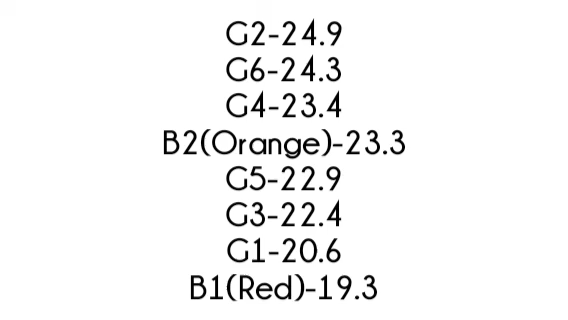 G2-24.9
G6-24.3
G4-23.4
B2(Orange)-23.3
G5-22.9
G3-22.4
G1-20.6
B1(Red)-19.3